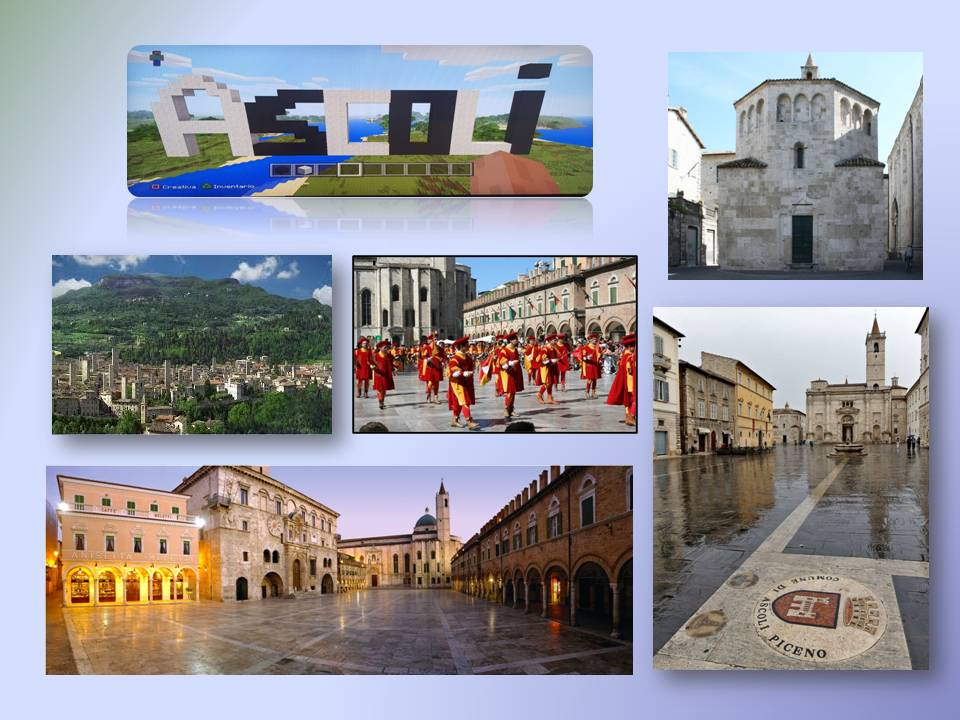 ASCOLi
Creativa Inventario
COMUNE DI ASCOLI PICENO